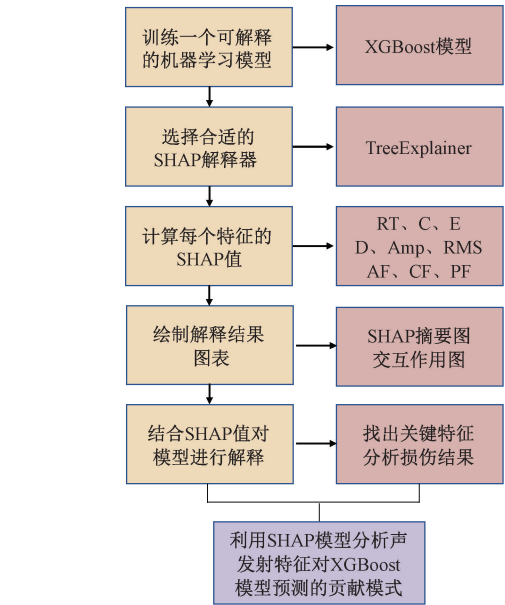 训练一个可解释
的机器学习模型
XGBoost模型
选择合适的
SHAP解释器
TreeExplainer
计算每个特征的
SHAP值
RT、C、E
D、Amp、RMS
AF、CF、PF
绘制解释结果
图表
SHAP摘要图
交互作用图
结合SHAP值对
模型进行解释
找出关键特征
分析损伤结果
利用SHAP模型分析声
发射特征对XGBoost
模型预测的贡献模式